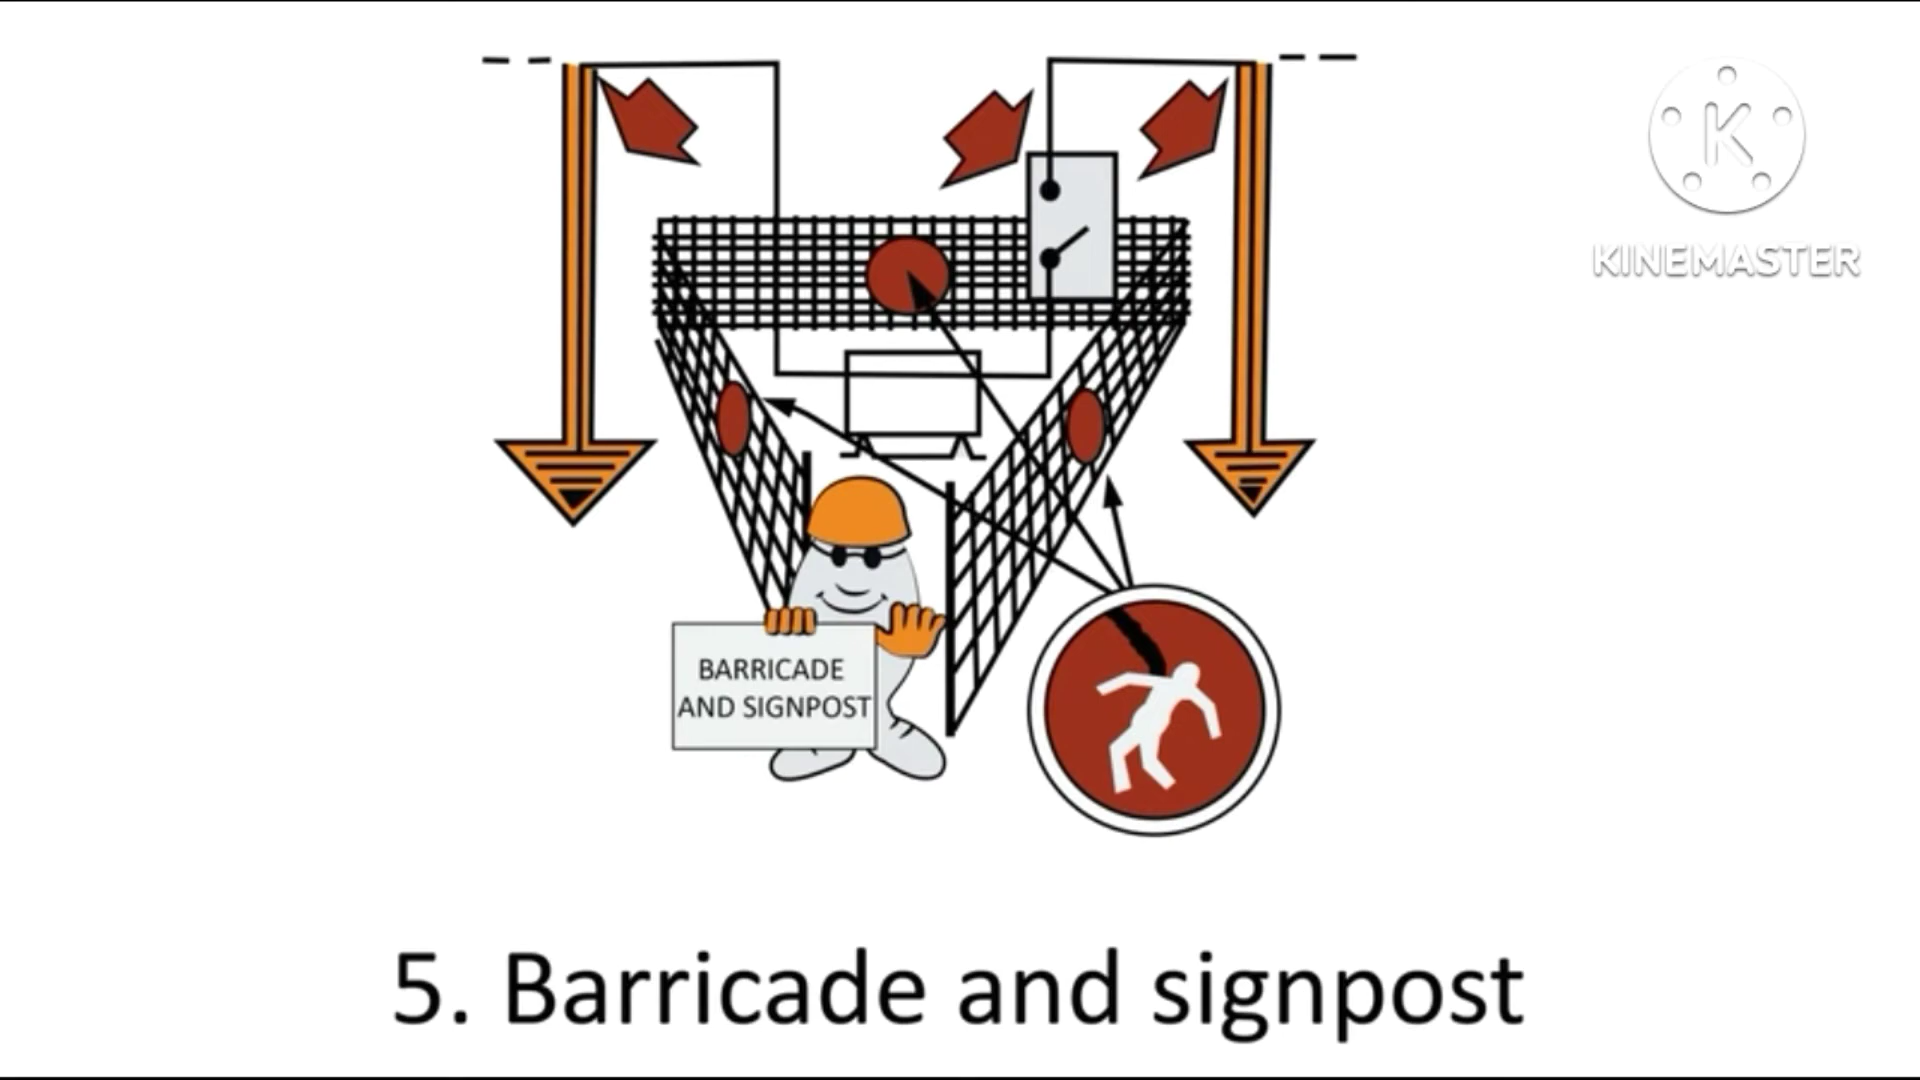 K
KINEMASTER
BARRICADE
AND SIGNPOST
5. Barricade and signpost